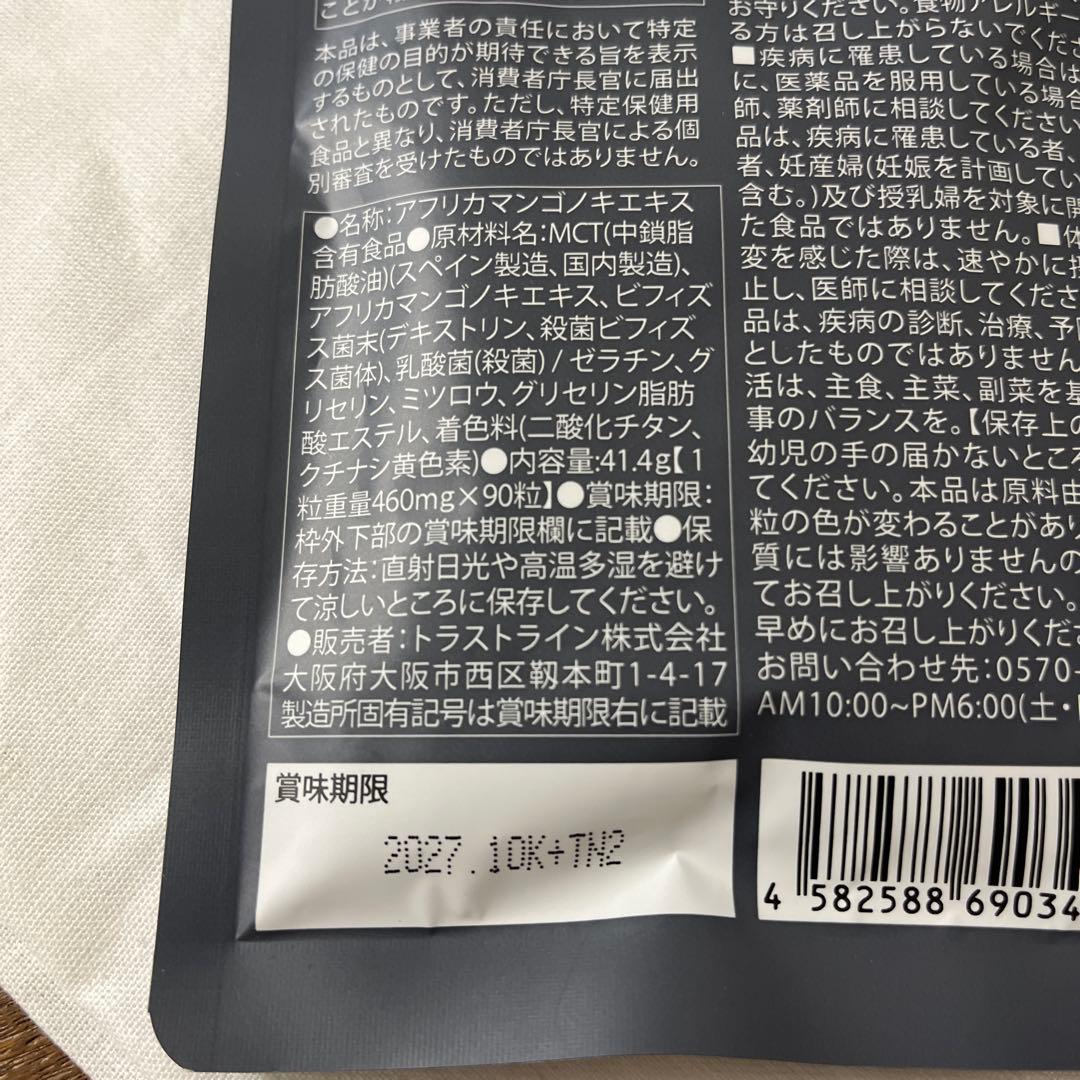 本品は、事業者の責任において特定
の保健の目的が期待できる旨を表示
するものとして、消費者庁長官に届出
されたものです。ただし、特定保健用
食品と異なり、消費者庁長官による個
別審査を受けたものではありません。
●名称:アフリカマンゴノキエキス
含有食品●原材料名:MCT(中鎖脂
肪酸油)(スペイン製造、国内製造)、
アフリカマンゴノキエキス、ビフィズ
ス菌末(デキストリン、殺菌ビフィズ
ス菌体)、乳酸菌(殺菌) / ゼラチン、グ
リセリン、ミツロウ、グリセリン脂肪
酸エステル、着色料(二酸化チタン、
クチナシ黄色素)●内容量:41.4g【1
粒重量460mg×90粒】●賞味期限:
枠外下部の賞味期限欄に記載●保
存方法:直射日光や高温多湿を避け
て涼しいところに保存してください。
●販売者:トラストライン株式会社
大阪府大阪市西区靱本町1-4-17
製造所固有記号は賞味期限右に記載
賞味期限
2027.10K+TN2
お守りください。食物アレルギー
る方は召し上がらないでくだ
■疾病に罹患している場合は
に、医薬品を服用している場合
師、薬剤師に相談してください
品は、疾病に罹患している者、
者、妊産婦(妊娠を計画してい
含む。)及び授乳婦を対象に開
た食品ではありません。■体
変を感じた際は、速やかに摂
止し、医師に相談してくださ
品は、疾病の診断、治療、予
としたものではありません
活は、主食、主菜、副菜を基
事のバランスを。【保存上の
幼児の手の届かないところ
てください。本品は原料由
粒の色が変わることがあり
質には影響ありませんの
てお召し上がりください。
早めにお召し上がりくだ
お問い合わせ先:0570-
AM10:00~PM6:00(土・
4 582588 69034